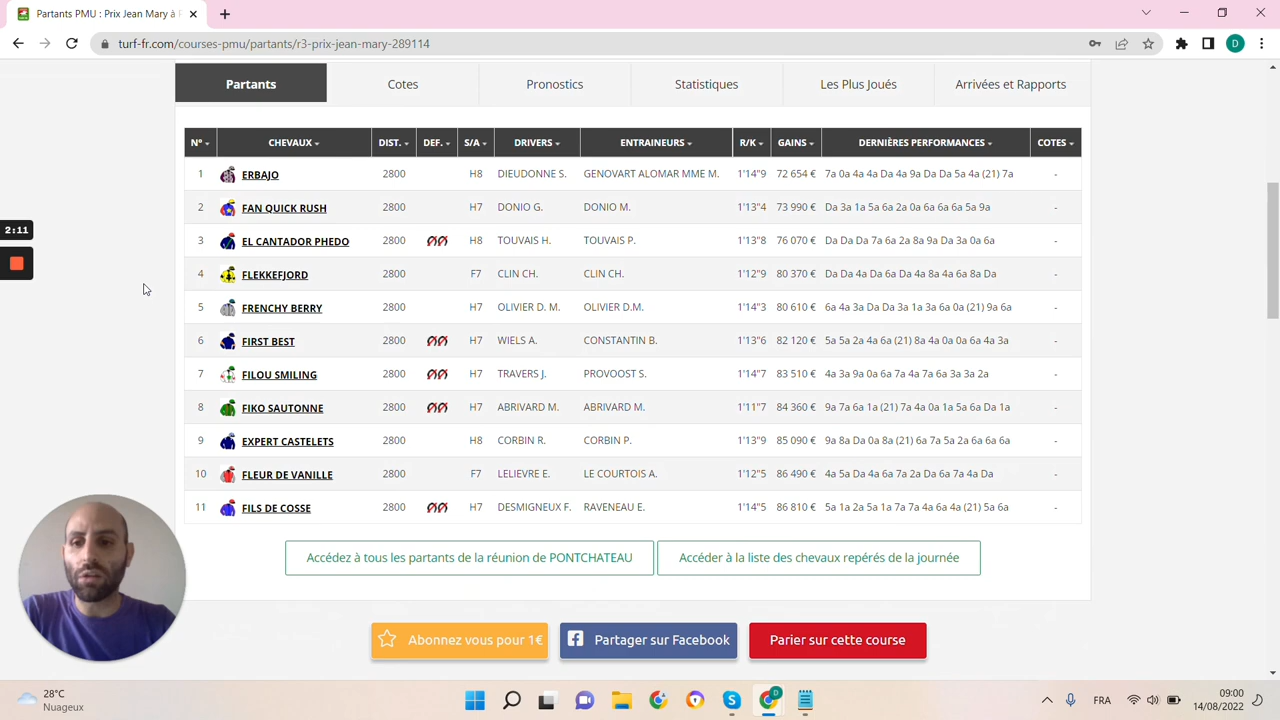 Partants PMU : Prix Jean Mary à P
turf-fr.com/courses-pmu/partants/r3-prix-jean-mary-289114
D
Partants Cotes Pronostics Statistiques Les Plus Joués Arrivées et Rapports
N° CHEVAUX DIST. DEF. S/A DRIVERS ENTRAINEURS R/K GAINS DERNIÈRES PERFORMANCES COTES
1 ERBAJO 2800 H8 DIEUDONNE S. GENOVART ALOMAR MME M. 1'14"9 72 654 € 7a 0a 4a 4a Da 4a 9a Da Da 5a 4a (21) 7a -
2 FAN QUICK RUSH 2800 H7 DONIO G. DONIO M. 1'13"4 73 990 € Da 3a 1a 5a 6a 2a 0a 6a 6a 6a 5a 9a -
3 EL CANTADOR PHEDO 2800 H8 TOUVAIS H. TOUVAIS P. 1'13"8 76 070 € Da Da Da 7a 6a 2a 8a 9a Da 3a 0a 6a -
4 FLEKKEFJORD 2800 F7 CLIN CH. CLIN CH. 1'12"9 80 370 € Da Da 4a Da 6a Da 4a 8a 4a 6a 8a Da -
5 FRENCHY BERRY 2800 H7 OLIVIER D. M. OLIVIER D.M. 1'14"3 80 610 € 6a 4a 3a Da Da 3a 1a 3a 6a 0a (21) 9a 6a -
6 FIRST BEST 2800 H7 WIELS A. CONSTANTIN B. 1'13"6 82 120 € 5a 5a 2a 4a 6a (21) 8a 4a 0a 0a 6a 4a 3a -
7 FILOU SMILING 2800 H7 TRAVERS J. PROVOOST S. 1'14"7 83 510 € 4a 3a 9a 0a 6a 7a 4a 7a 6a 3a 3a 2a -
8 FIKO SAUTONNE 2800 H7 ABRIVARD M. ABRIVARD M. 1'11"7 84 360 € 9a 7a 6a 1a (21) 7a 4a 0a 1a 5a 6a Da 1a -
9 EXPERT CASTELETS 2800 H8 CORBIN R. CORBIN P. 1'13"9 85 090 € 9a 8a Da 0a 8a (21) 6a 7a 5a 2a 6a 6a 6a -
10 FLEUR DE VANILLE 2800 F7 LELIEVRE E. LE COURTOIS A. 1'12"5 86 490 € 4a 5a Da 4a 6a 7a 2a Da 6a 7a 4a Da -
11 FILS DE COSSE 2800 H7 DESMIGNEUX F. RAVENEAU E. 1'14"5 86 810 € 5a 1a 2a 5a 1a 7a 7a 4a 6a 4a (21) 5a 6a -
2:11
Accédez à tous les partants de la réunion de PONTCHATEAU Accéder à la liste des chevaux repérés de la journée
Abonnez vous pour 1€ Partager sur Facebook Parier sur cette course
28°C
Nuageux
FRA
09:00
14/08/2022